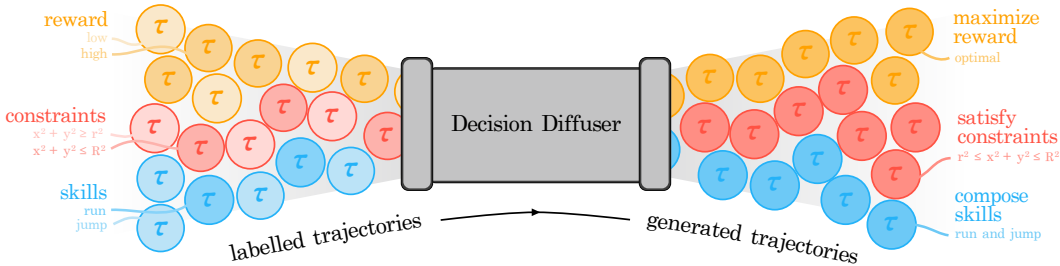 reward
low
high
constraints
x² + y² ≥ r²
x² + y² ≤ R²
skills
run
jump
τ τ τ τ τ τ τ
τ τ τ τ τ
τ τ τ τ τ τ
labelled trajectories
Decision Diffuser
generated trajectories
τ τ τ τ τ
τ τ τ τ τ τ τ
τ τ τ τ τ
maximize
reward
optimal
satisfy
constraints
r² ≤ x² + y² ≤ R²
compose
skills
run and jump